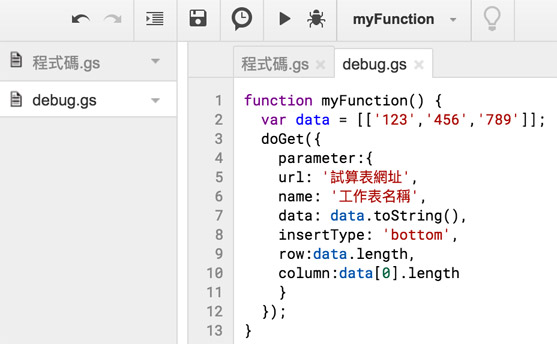 myFunction
程式碼.gs
debug.gs
程式碼.gs × debug.gs ×
1 function myFunction() {
2 var data = [['123','456','789']];
3 doGet({
4 parameter:{
5 url: '試算表網址',
6 name: '工作表名稱',
7 data: data.toString(),
8 insertType: 'bottom',
9 row:data.length,
10 column:data[0].length
11 }
12 });
13 }